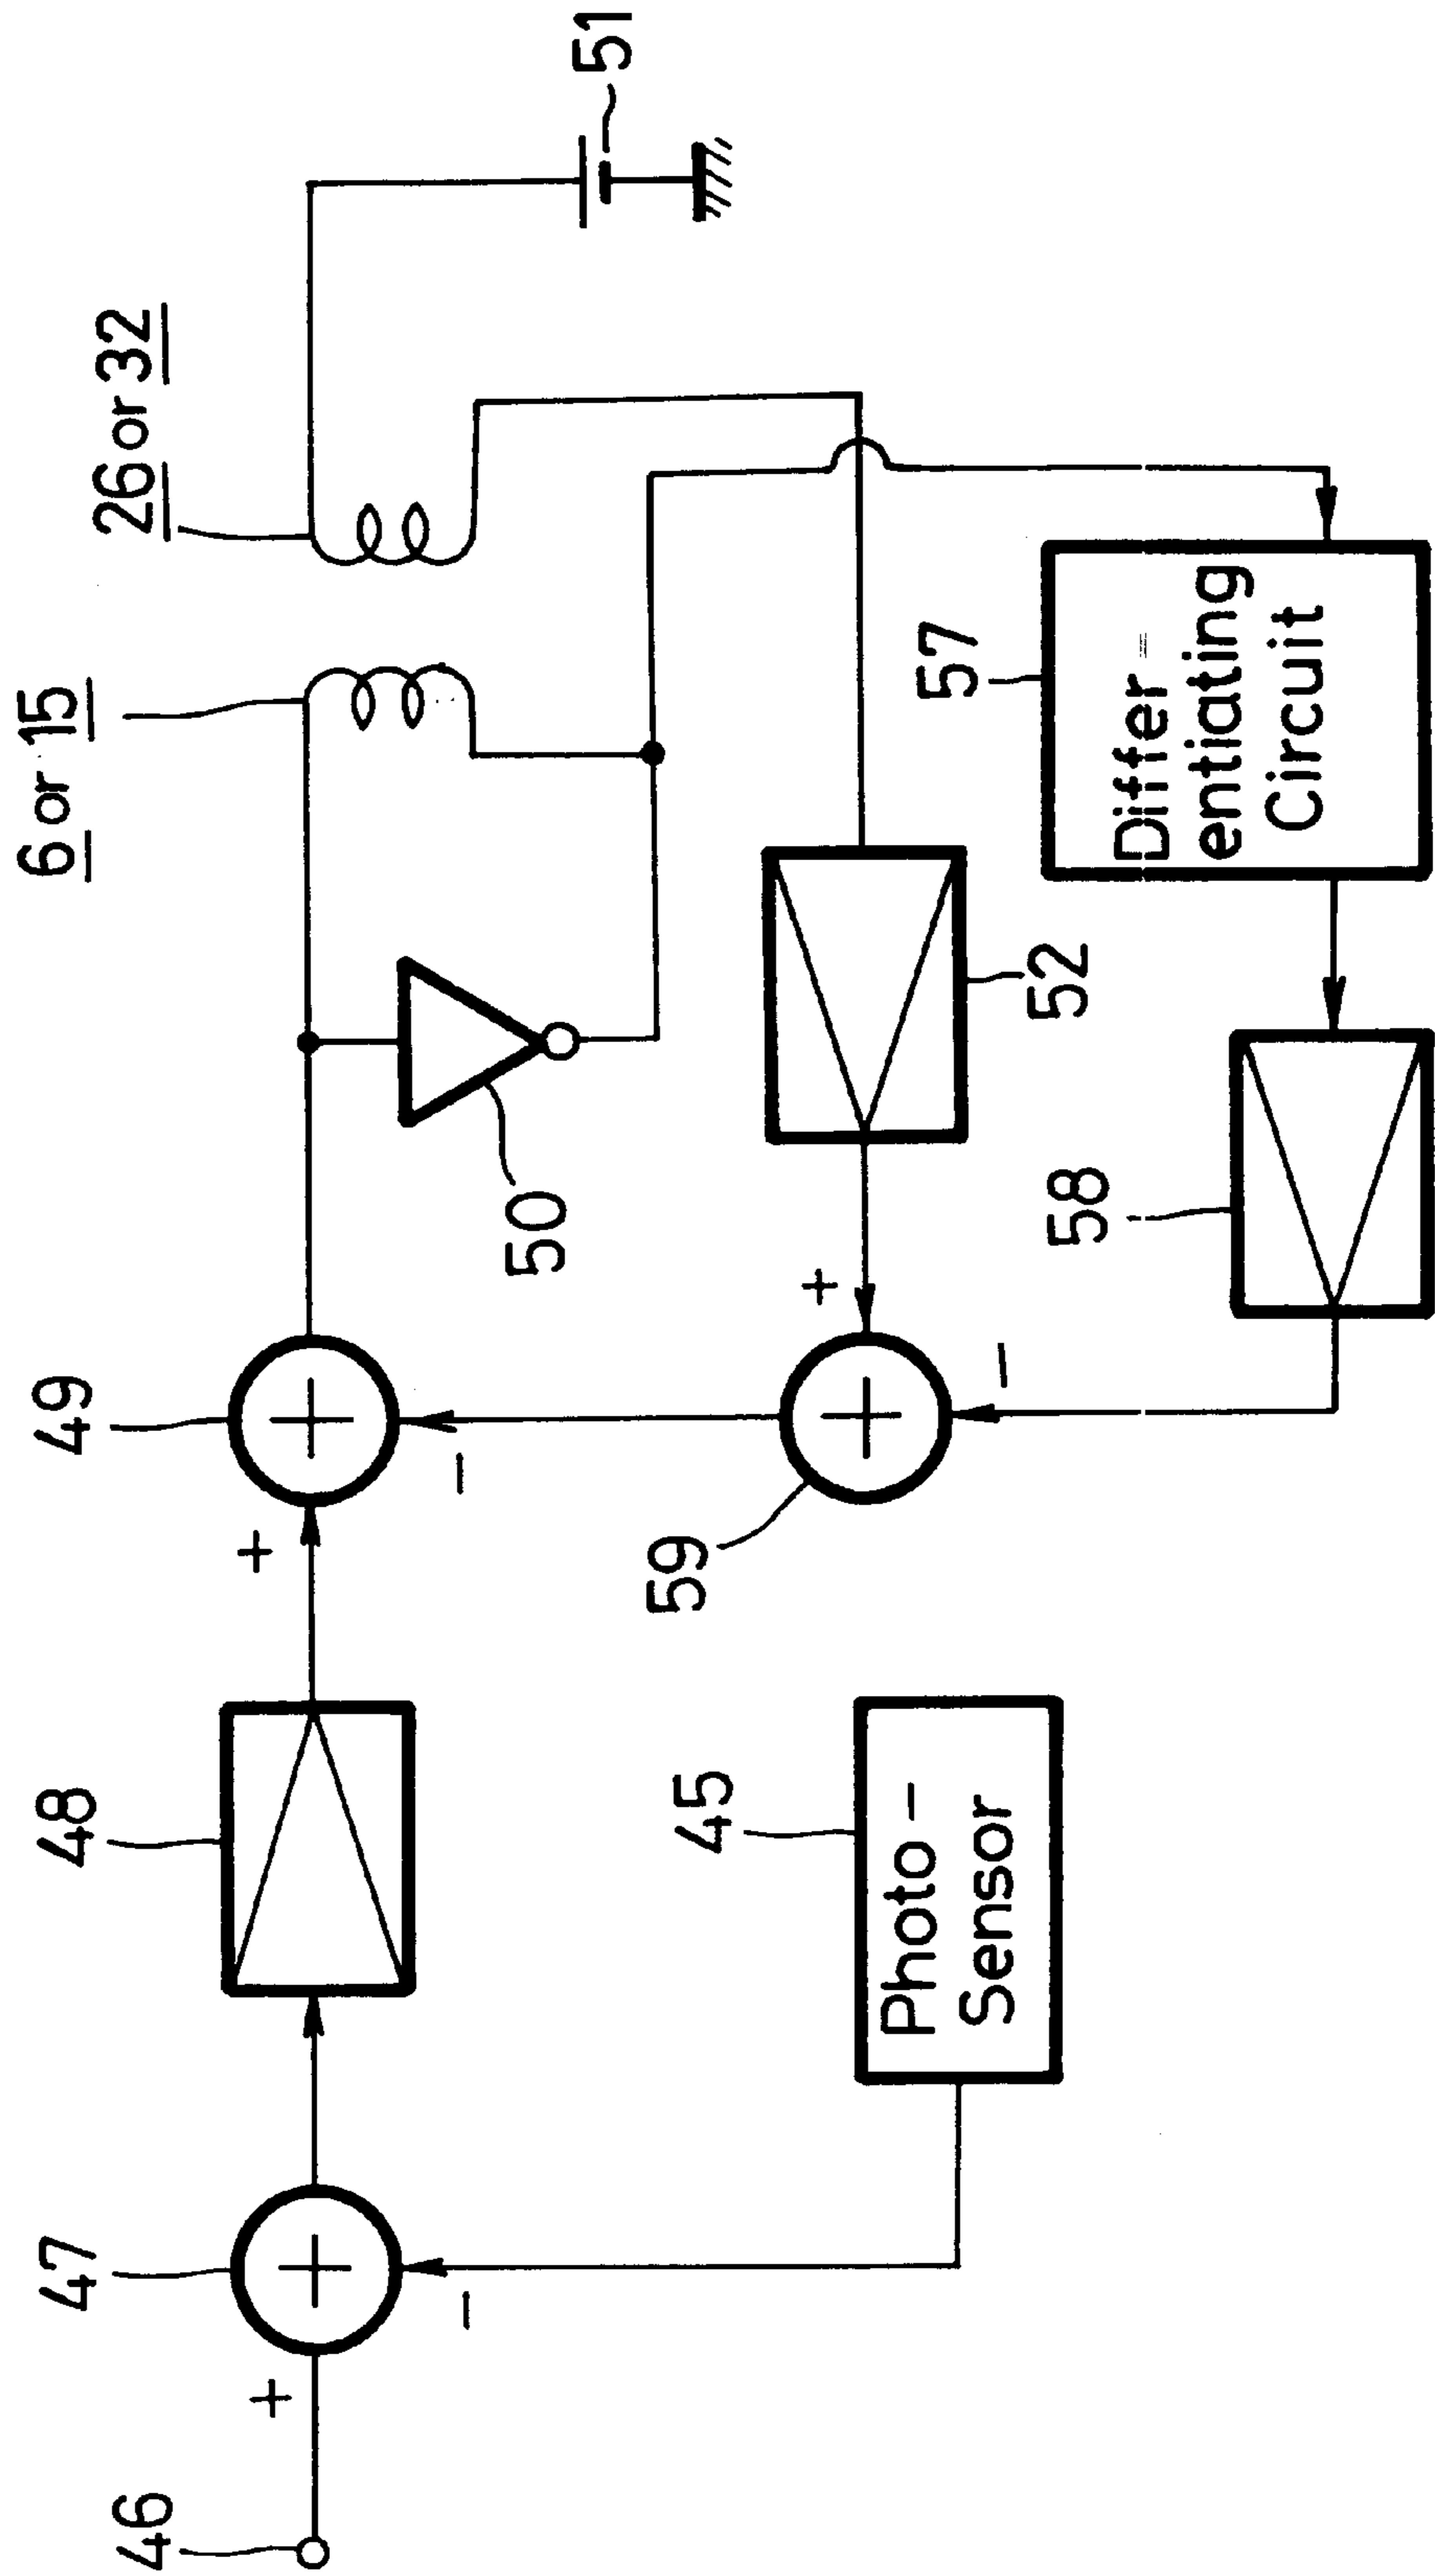 6 or 15
26 or 32
46
+
47
−
48
+
49
−
50
51
45
Photo-
Sensor
59
+
−
52
57
Differ-
entiating
Circuit
58